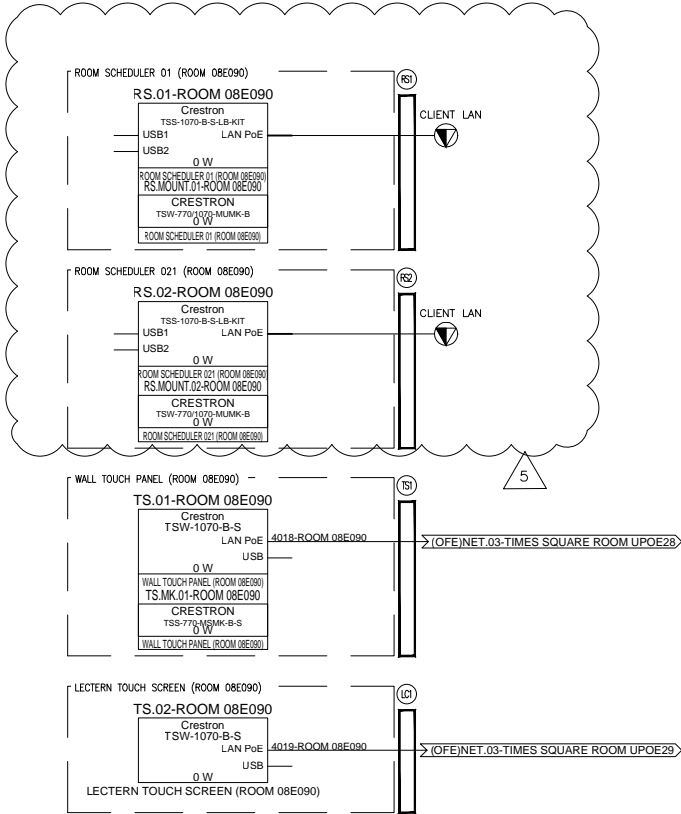 ROOM SCHEDULER 01 (ROOM 08E090)
RS1
RS.01-ROOM 08E090
Crestron
TSS-1070-B-S-LB-KIT
CLIENT LAN
USB1
LAN PoE
USB2
0 W
ROOM SCHEDULER 01 (ROOM 08E090)
RS.MOUNT.01-ROOM 08E090
CRESTRON
TSW-770/1070-MUMK-B
0 W
ROOM SCHEDULER 01 (ROOM 08E090)
ROOM SCHEDULER 021 (ROOM 08E090)
RS2
RS.02-ROOM 08E090
Crestron
TSS-1070-B-S-LB-KIT
CLIENT LAN
USB1
LAN PoE
USB2
0 W
ROOM SCHEDULER 021 (ROOM 08E090)
RS.MOUNT.02-ROOM 08E090
CRESTRON
TSW-770/1070-MUMK-B
0 W
ROOM SCHEDULER 021 (ROOM 08E090)
5
WALL TOUCH PANEL (ROOM 08E090)
TS1
TS.01-ROOM 08E090
Crestron
TSW-1070-B-S
LAN PoE
4018-ROOM 08E090
(OFE)NET.03-TIMES SQUARE ROOM UPOE28
USB
0 W
WALL TOUCH PANEL (ROOM 08E090)
TS.MK.01-ROOM 08E090
CRESTRON
TSS-770-MSMK-B-S
0 W
WALL TOUCH PANEL (ROOM 08E090)
LECTERN TOUCH SCREEN (ROOM 08E090)
LC1
TS.02-ROOM 08E090
Crestron
TSW-1070-B-S
LAN PoE
4019-ROOM 08E090
(OFE)NET.03-TIMES SQUARE ROOM UPOE29
USB
0 W
LECTERN TOUCH SCREEN (ROOM 08E090)